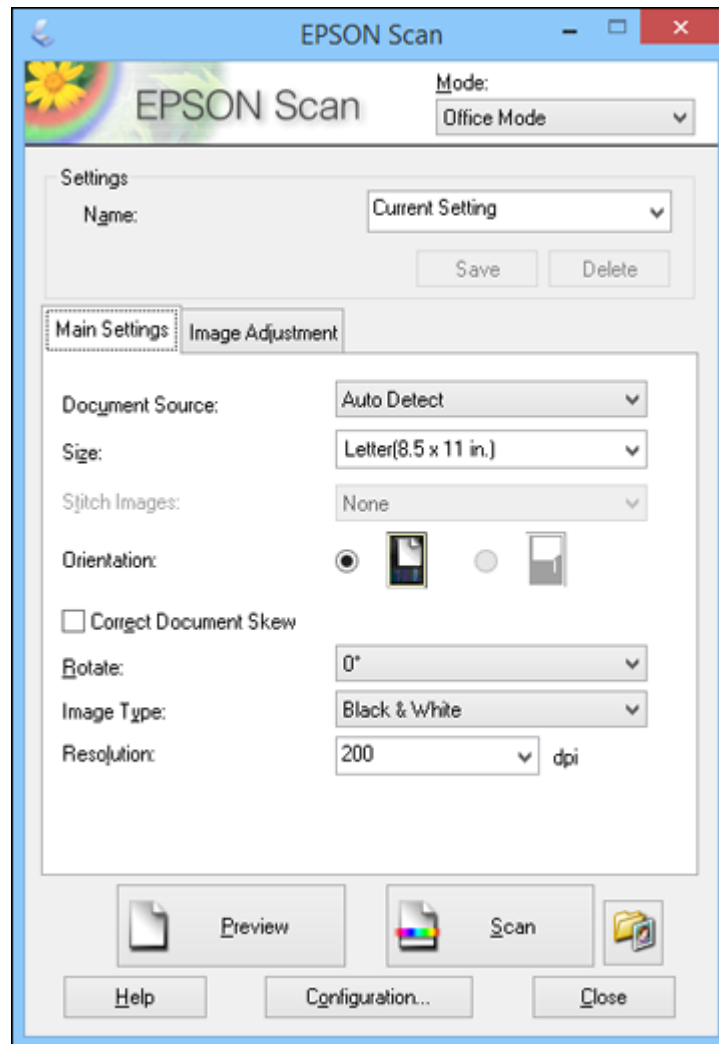 EPSON Scan
EPSON Scan
Mode:
Office Mode
Settings
Name: Current Setting
Save Delete
Main Settings Image Adjustment
Document Source: Auto Detect
Size: Letter(8.5 x 11 in.)
Stitch Images: None
Orientation:
Correct Document Skew
Rotate: 0°
Image Type: Black & White
Resolution: 200 dpi
Preview Scan
Help Configuration... Close